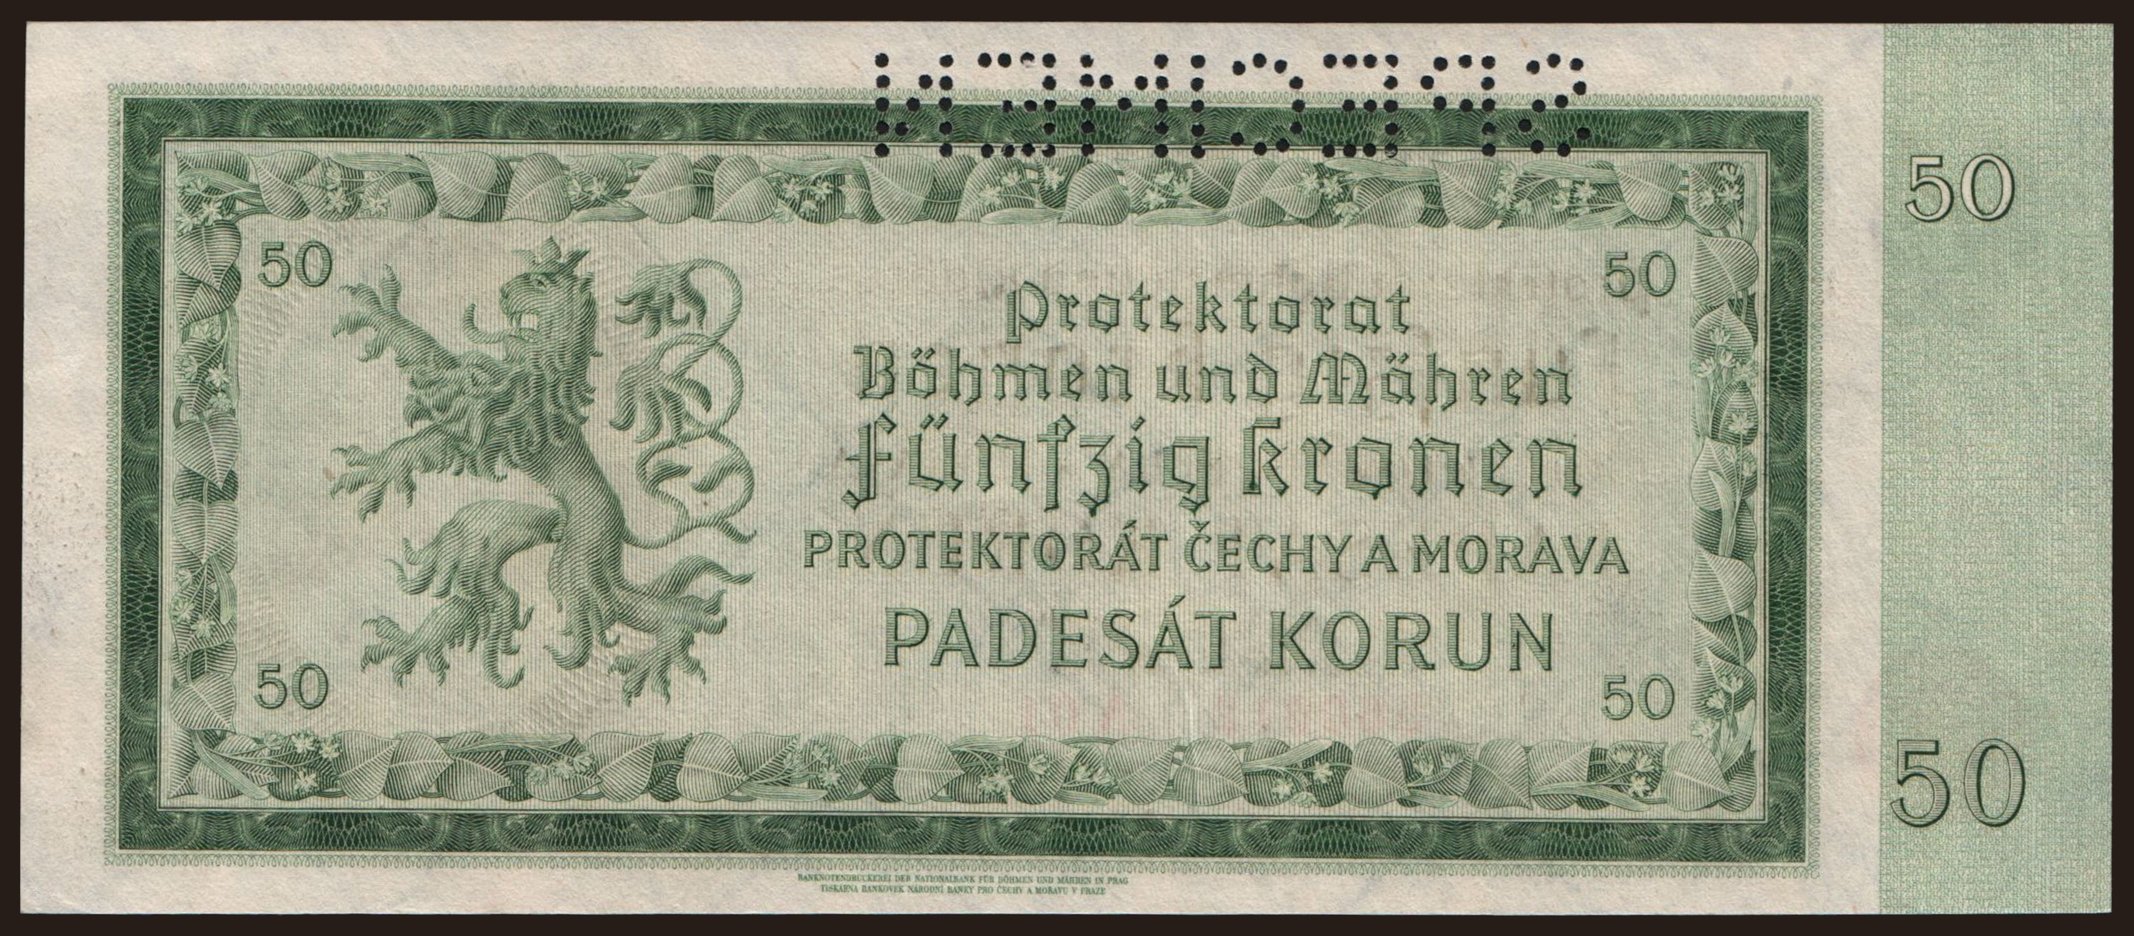 SPECIMEN
50
50
50
Protektorat
Böhmen und Mähren
Fünfzig Kronen
PROTEKTORÁT ČECHY A MORAVA
PADESÁT KORUN
50
50
50
BANKNOTENDRUCKEREI DER NATIONALBANK FÜR BÖHMEN UND MÄHREN IN PRAG
TISKÁRNA BANKOVEK NÁRODNÍ BANKY PRO ČECHY A MORAVU V PRAZE